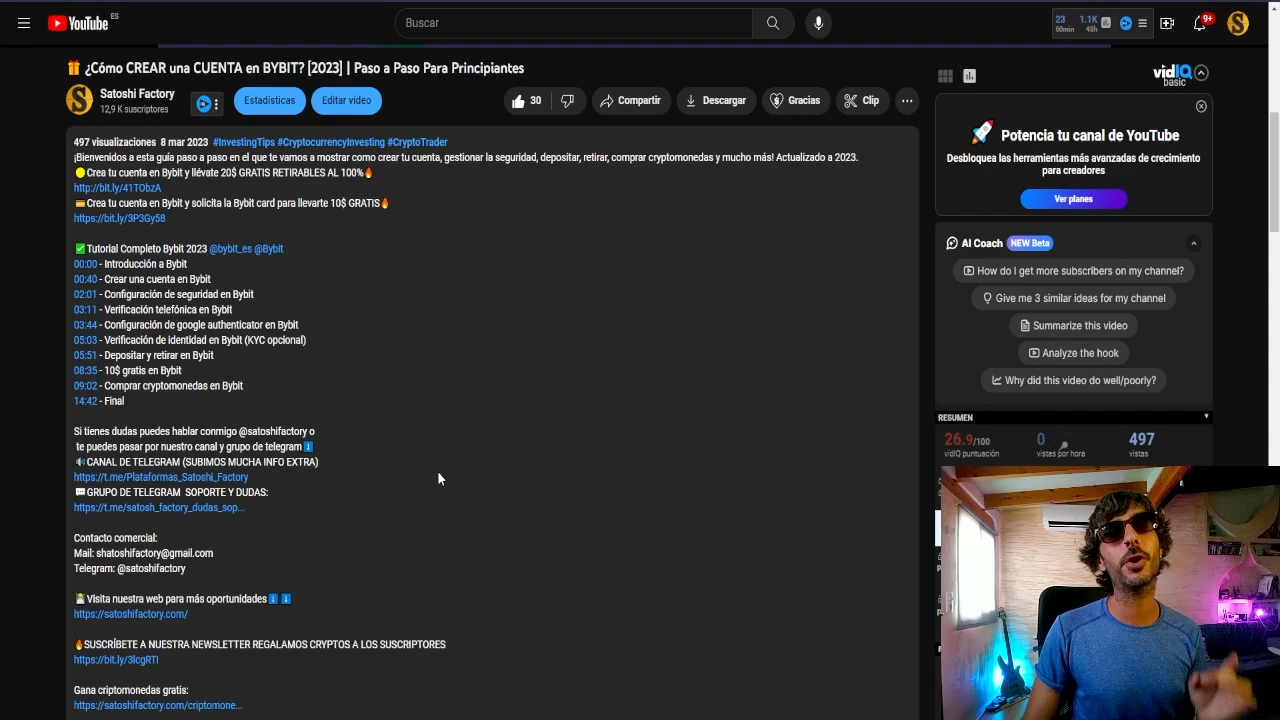 YouTube ES
Buscar
23 60min 1.1K 48h
9+
¿Cómo CREAR una CUENTA en BYBIT? [2023] | Paso a Paso Para Principiantes
Satoshi Factory
12,9 K suscriptores
Estadísticas
Editar vídeo
30
Compartir
Descargar
Gracias
Clip
497 visualizaciones 8 mar 2023 #InvestingTips #CryptocurrencyInvesting #CryptoTrader
¡Bienvenidos a esta guía paso a paso en el que te vamos a mostrar como crear tu cuenta, gestionar la seguridad, depositar, retirar, comprar criptomonedas y mucho más! Actualizado a 2023.
Crea tu cuenta en Bybit y llévate 20$ GRATIS RETIRABLES AL 100%🔥
http://bit.ly/41TObzA
💳Crea tu cuenta en Bybit y solicita la Bybit card para llevarte 10$ GRATIS🔥
https://bit.ly/3P3Gy58
✅Tutorial Completo Bybit 2023 @bybit_es @Bybit
00:00 - Introducción a Bybit
00:40 - Crear una cuenta en Bybit
02:01 - Configuración de seguridad en Bybit
03:11 - Verificación telefónica en Bybit
03:44 - Configuración de google authenticator en Bybit
05:03 - Verificación de identidad en Bybit (KYC opcional)
05:51 - Depositar y retirar en Bybit
08:35 - 10$ gratis en Bybit
09:02 - Comprar cryptomonedas en Bybit
14:42 - Final
Si tienes dudas puedes hablar conmigo @satoshifactory o
te puedes pasar por nuestro canal y grupo de telegram
CANAL DE TELEGRAM (SUBIMOS MUCHA INFO EXTRA)
https://t.me/Plataformas_Satoshi_Factory
GRUPO DE TELEGRAM SOPORTE Y DUDAS:
https://t.me/satosh_factory_dudas_sop...
Contacto comercial:
Mail: shatoshifactory@gmail.com
Telegram: @satoshifactory
Visita nuestra web para más oportunidades
https://satoshifactory.com/
🔥SUSCRÍBETE A NUESTRA NEWSLETTER REGALAMOS CRYPTOS A LOS SUSCRIPTORES
https://bit.ly/3lcgRTI
Gana criptomonedas gratis:
https://satoshifactory.com/criptomone...
vidIQ
basic
Potencia tu canal de YouTube
Desbloquea las herramientas más avanzadas de crecimiento
para creadores
Ver planes
AI Coach NEW Beta
How do I get more subscribers on my channel?
Give me 3 similar ideas for my channel
Summarize this video
Analyze the hook
Why did this video do well/poorly?
RESUMEN
26.9/100
vidIQ puntuación
0
vistas por hora
497
vistas